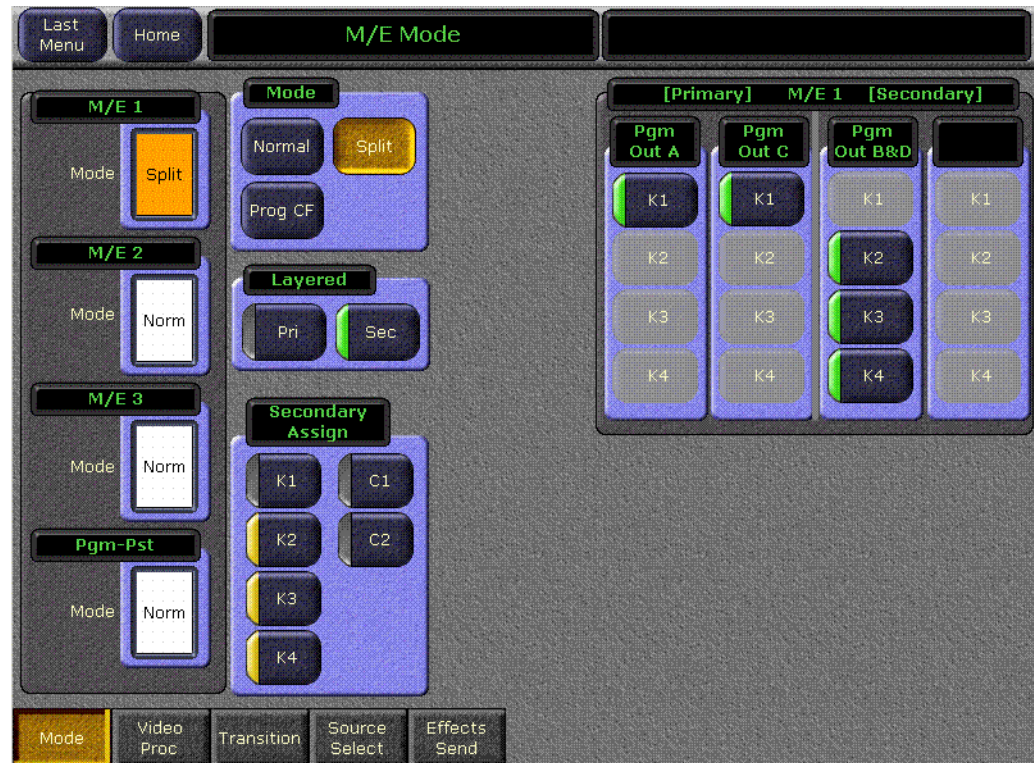 Last
Menu
Home
M/E Mode
M/E 1
Mode
Split
M/E 2
Mode
Norm
M/E 3
Mode
Norm
Pgm-Pst
Mode
Norm
Mode
Normal
Split
Prog CF
Layered
Pri
Sec
Secondary
Assign
K1
C1
K2
C2
K3
K4
[Primary] M/E 1 [Secondary]
Pgm
Out A
Pgm
Out C
Pgm
Out B&D
K1
K1
K1
K1
K2
K2
K2
K2
K3
K3
K3
K3
K4
K4
K4
K4
Mode
Video
Proc
Transition
Source
Select
Effects
Send